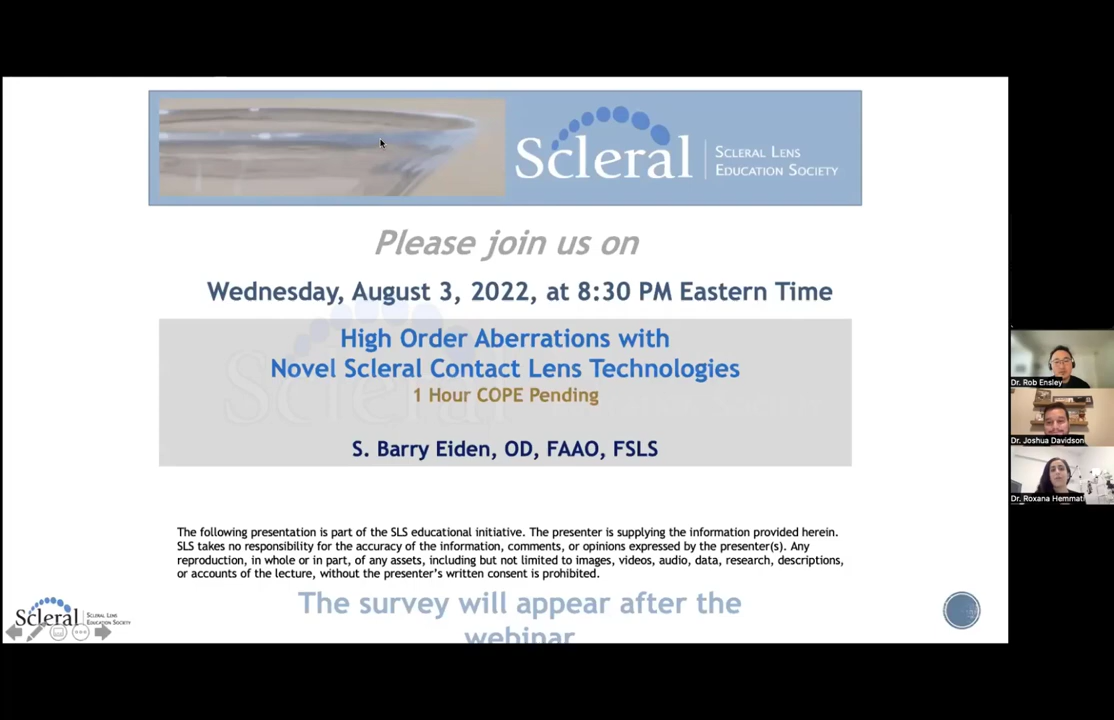 Scleral
SCLERAL LENS
EDUCATION SOCIETY
Please join us on
Wednesday, August 3, 2022, at 8:30 PM Eastern Time
High Order Aberrations with
Novel Scleral Contact Lens Technologies
1 Hour COPE Pending
S. Barry Eiden, OD, FAAO, FSLS
The following presentation is part of the SLS educational initiative. The presenter is supplying the information provided herein.
SLS takes no responsibility for the accuracy of the information, comments, or opinions expressed by the presenter(s). Any
reproduction, in whole or in part, of any assets, including but not limited to images, videos, audio, data, research, descriptions,
or accounts of the lecture, without the presenter's written consent is prohibited.
The survey will appear after the
webinar
Scleral
SCLERAL LENS
EDUCATION SOCIETY
Dr. Rob Ensley
Dr. Joshua Davidson
Dr. Roxana Hemmati